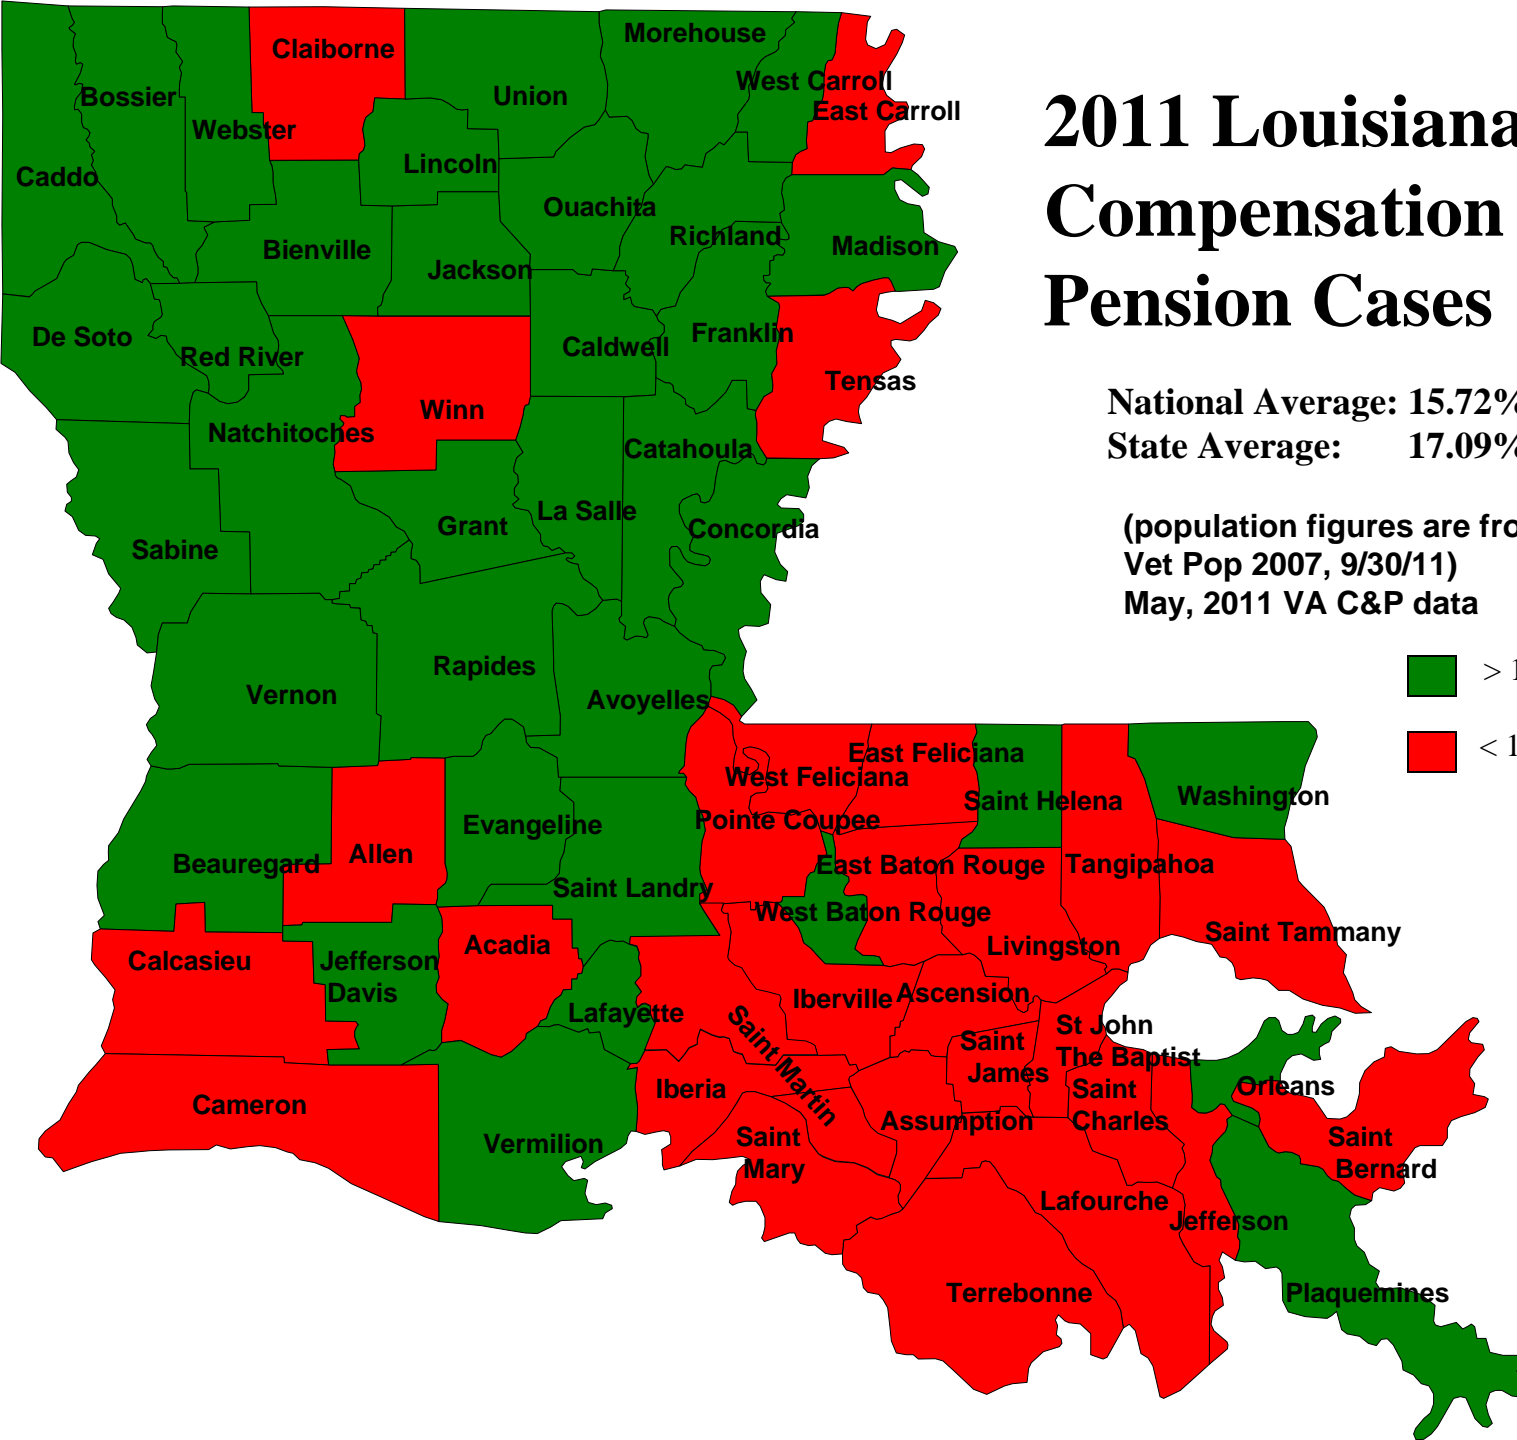 2011 Louisiana
Compensation
Pension Cases
National Average: 15.72%
State Average: 17.09%
(population figures are fro
Vet Pop 2007, 9/30/11)
May, 2011 VA C&P data
> 1
< 1
Claiborne
Morehouse
Bossier
Union
West Carroll
East Carroll
Webster
Lincoln
Caddo
Ouachita
Richland
Madison
Bienville
Jackson
De Soto
Red River
Caldwell
Franklin
Tensas
Winn
Natchitoches
Catahoula
La Salle
Grant
Concordia
Sabine
Rapides
Vernon
Avoyelles
East Feliciana
West Feliciana
Saint Helena
Washington
Pointe Coupee
Evangeline
Allen
Beauregard
East Baton Rouge
Tangipahoa
Saint Landry
West Baton Rouge
Saint Tammany
Acadia
Livingston
Calcasieu
Jefferson
Davis
Iberville
Ascension
Lafayette
St John
The Baptist
Saint
James
Saint Martin
Iberia
Saint
Charles
Orleans
Cameron
Assumption
Vermilion
Saint
Mary
Saint
Bernard
Lafourche
Jefferson
Terrebonne
Plaquemines